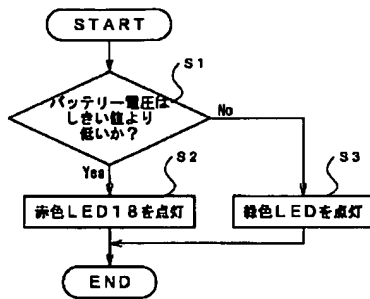 START
S1
バッテリー電圧は
しきい値より
低いか?
No
Yes
S2
S3
赤色LED18を点灯
緑色LEDを点灯
END